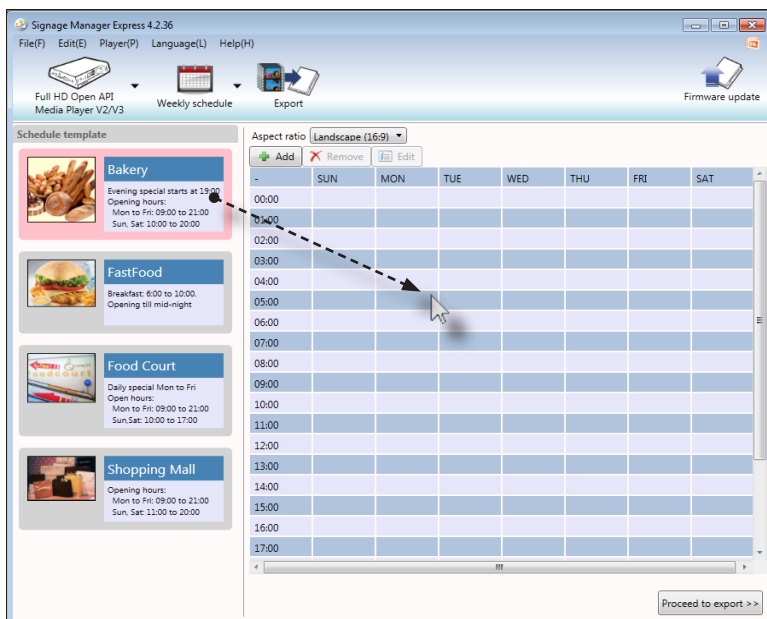 Signage Manager Express 4.2.36
File(F) Edit(E) Player(P) Language(L) Help(H)
Full HD Open API
Media Player V2/V3
Weekly schedule
Export
Firmware update
Schedule template
Bakery
Evening special starts at 19:00
Opening hours:
Mon to Fri: 09:00 to 21:00
Sun, Sat: 10:00 to 20:00
FastFood
Breakfast: 6:00 to 10:00.
Opening till mid-night
Food Court
Daily special Mon to Fri
Open hours:
Mon to Fri: 09:00 to 21:00
Sun,Sat: 10:00 to 17:00
Shopping Mall
Opening hours:
Mon to Fri: 09:00 to 21:00
Sun, Sat: 11:00 to 20:00
Aspect ratio Landscape (16:9)
Add Remove Edit
- SUN MON TUE WED THU FRI SAT
00:00
01:00
02:00
03:00
04:00
05:00
06:00
07:00
08:00
09:00
10:00
11:00
12:00
13:00
14:00
15:00
16:00
17:00
Proceed to export >>